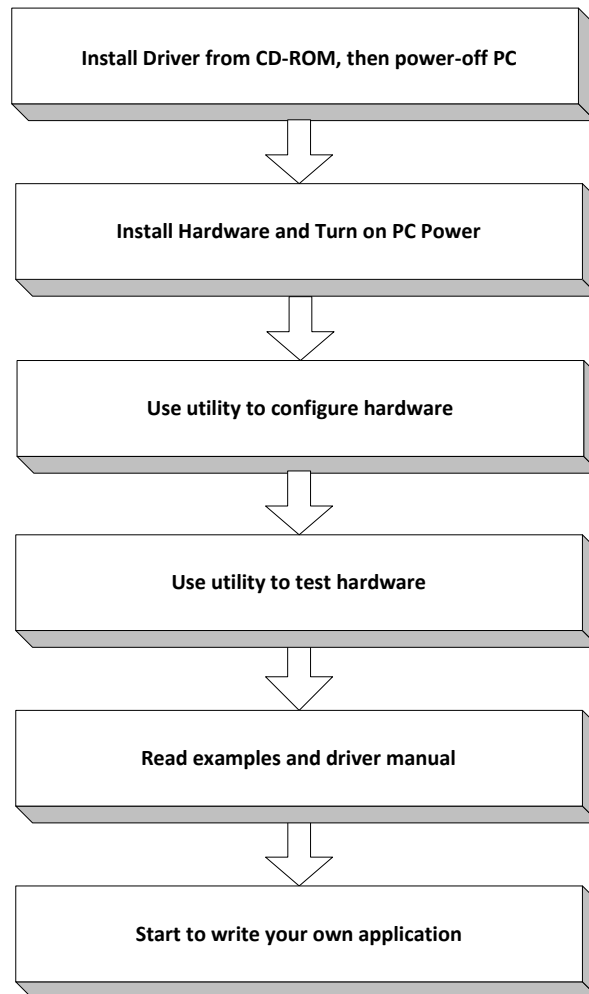 Install Driver from CD-ROM, then power-off PC
Install Hardware and Turn on PC Power
Use utility to configure hardware
Use utility to test hardware
Read examples and driver manual
Start to write your own application